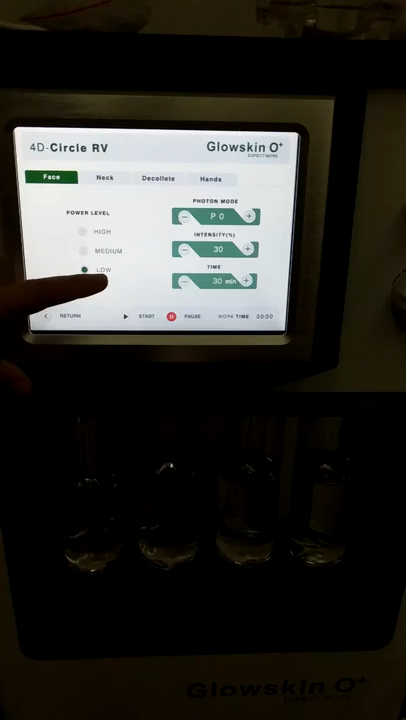 4D-Circle RV
Glowskin O+
EXPECT MORE
Face Neck Decollete Hands
PHOTON MODE
P 0
POWER LEVEL
INTENSITY(%)
HIGH
30
MEDIUM
TIME
LOW
30 min
RETURN START PAUSE WORK TIME 30:00
Glowskin O+